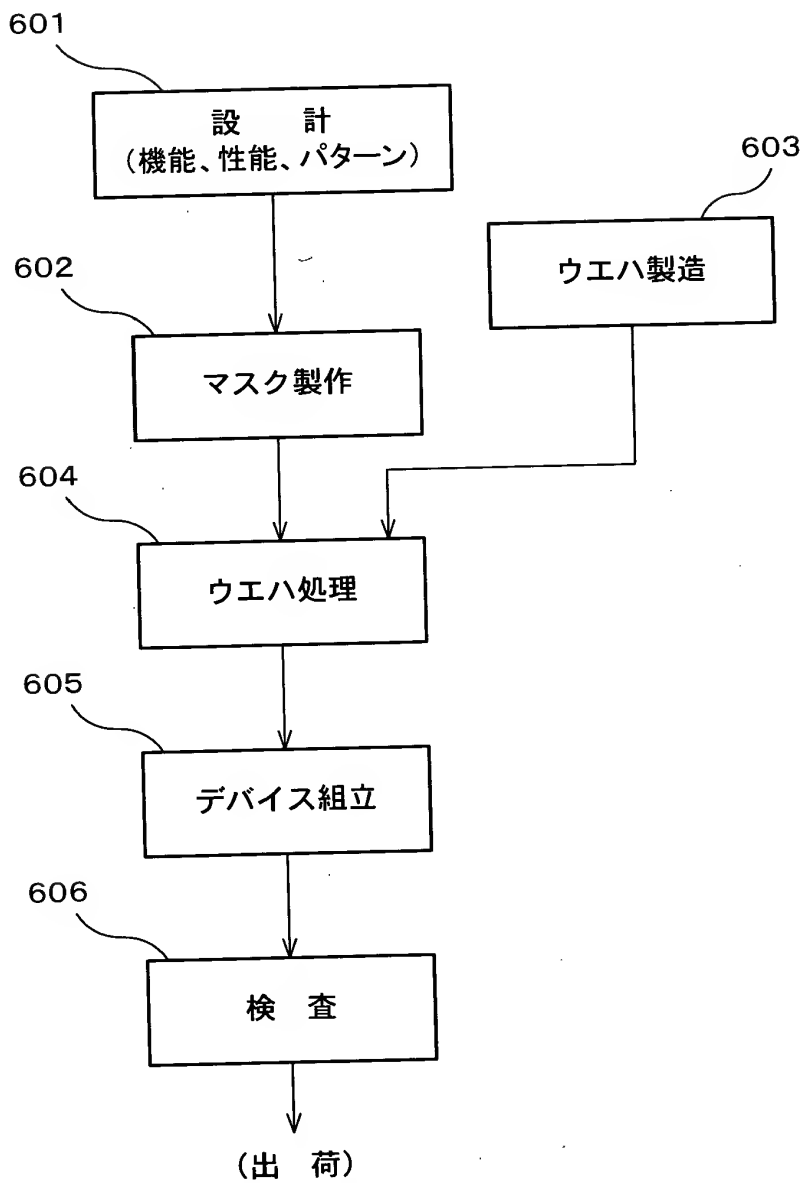 601
設 計
(機能、性能、パターン)
603
ウエハ製造
602
マスク製作
604
ウエハ処理
605
デバイス組立
606
検 査
(出 荷)